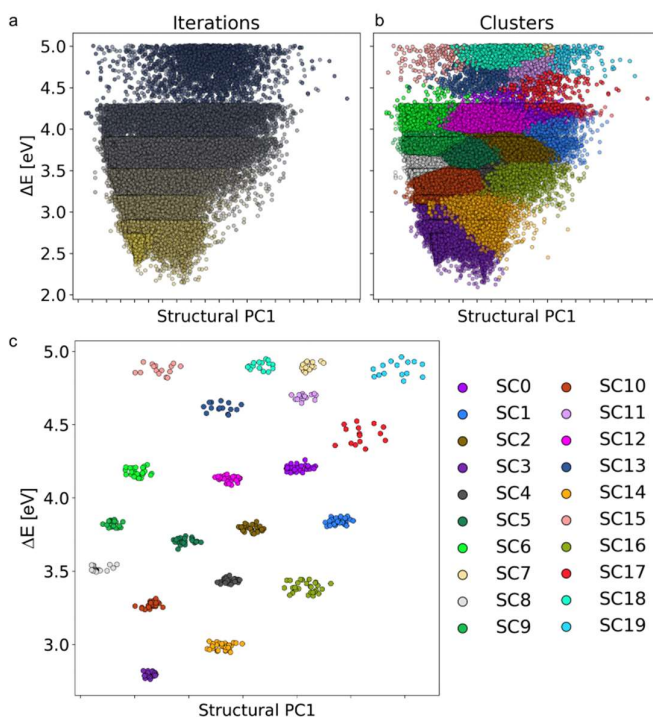 a Iterations b Clusters
5.0
4.5
4.0
3.5
3.0
2.5
2.0
ΔE [eV]
Structural PC1 Structural PC1
c
5.0
4.5
4.0
3.5
3.0
ΔE [eV]
Structural PC1
SC0 SC10
SC1 SC11
SC2 SC12
SC3 SC13
SC4 SC14
SC5 SC15
SC6 SC16
SC7 SC17
SC8 SC18
SC9 SC19